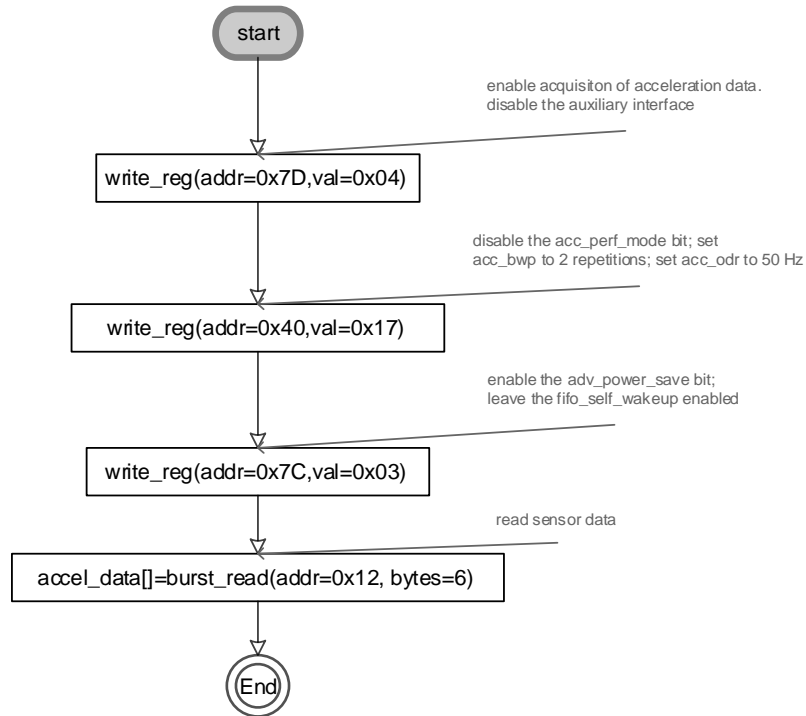 start
enable acquisiton of acceleration data.
disable the auxiliary interface
write_reg(addr=0x7D,val=0x04)
disable the acc_perf_mode bit; set
acc_bwp to 2 repetitions; set acc_odr to 50 Hz
write_reg(addr=0x40,val=0x17)
enable the adv_power_save bit;
leave the fifo_self_wakeup enabled
write_reg(addr=0x7C,val=0x03)
read sensor data
accel_data[]=burst_read(addr=0x12, bytes=6)
End